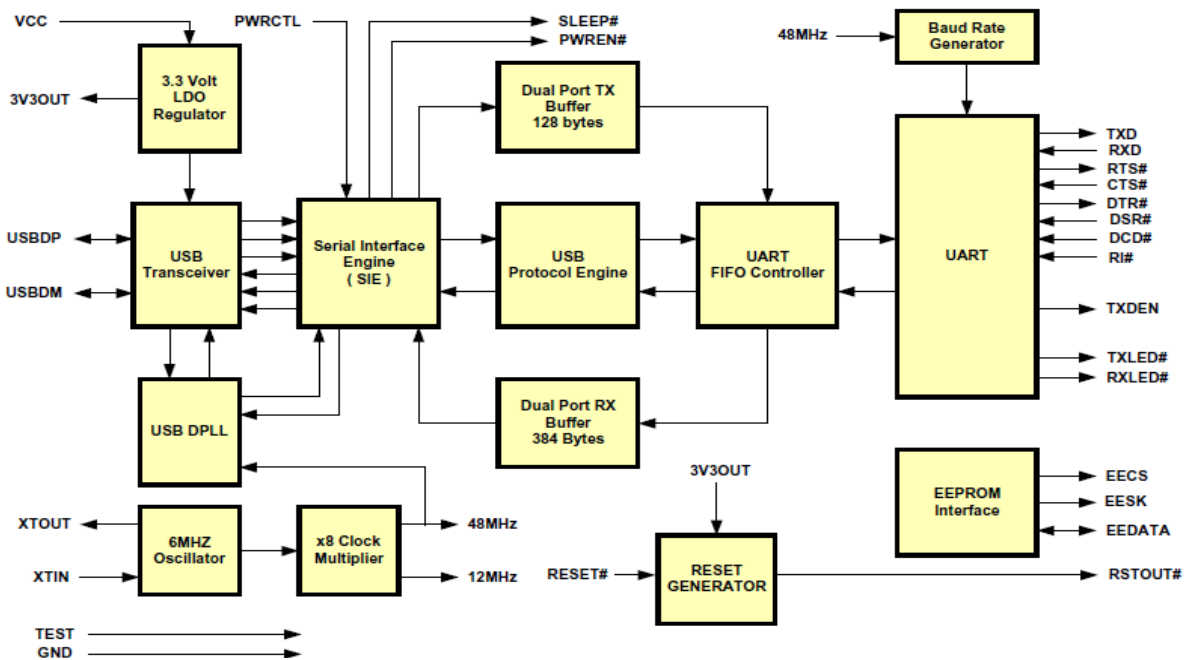 VCC
PWRCTL
SLEEP#
PWREN#
48MHz
Baud Rate
Generator
3.3 Volt
LDO
Regulator
3V3OUT
Dual Port TX
Buffer
128 bytes
TXD
RXD
RTS#
CTS#
DTR#
DSR#
DCD#
RI#
TXDEN
TXLED#
RXLED#
USBDP
USBDM
USB
Transceiver
Serial Interface
Engine
( SIE )
USB
Protocol Engine
UART
FIFO Controller
UART
USB DPLL
Dual Port RX
Buffer
384 Bytes
3V3OUT
EEPROM
Interface
EECS
EESK
EEDATA
XTOUT
XTIN
6MHZ
Oscillator
x8 Clock
Multiplier
48MHz
12MHz
RESET#
RESET
GENERATOR
RSTOUT#
TEST
GND